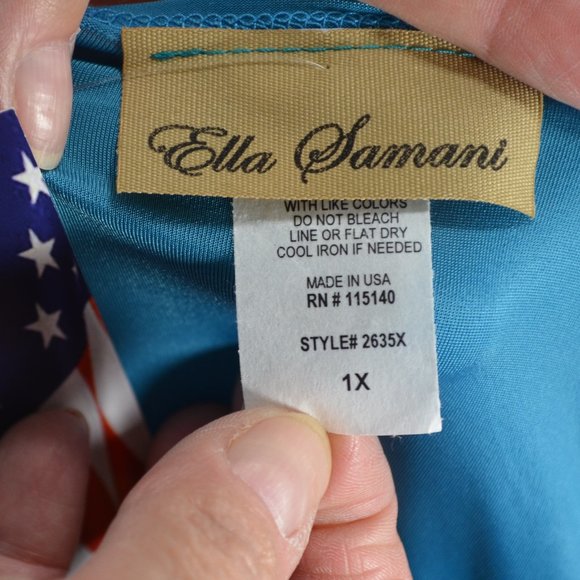 Ella Samani
WITH LIKE COLORS
DO NOT BLEACH
LINE OR FLAT DRY
COOL IRON IF NEEDED
MADE IN USA
RN # 115140
STYLE# 2635X
1X